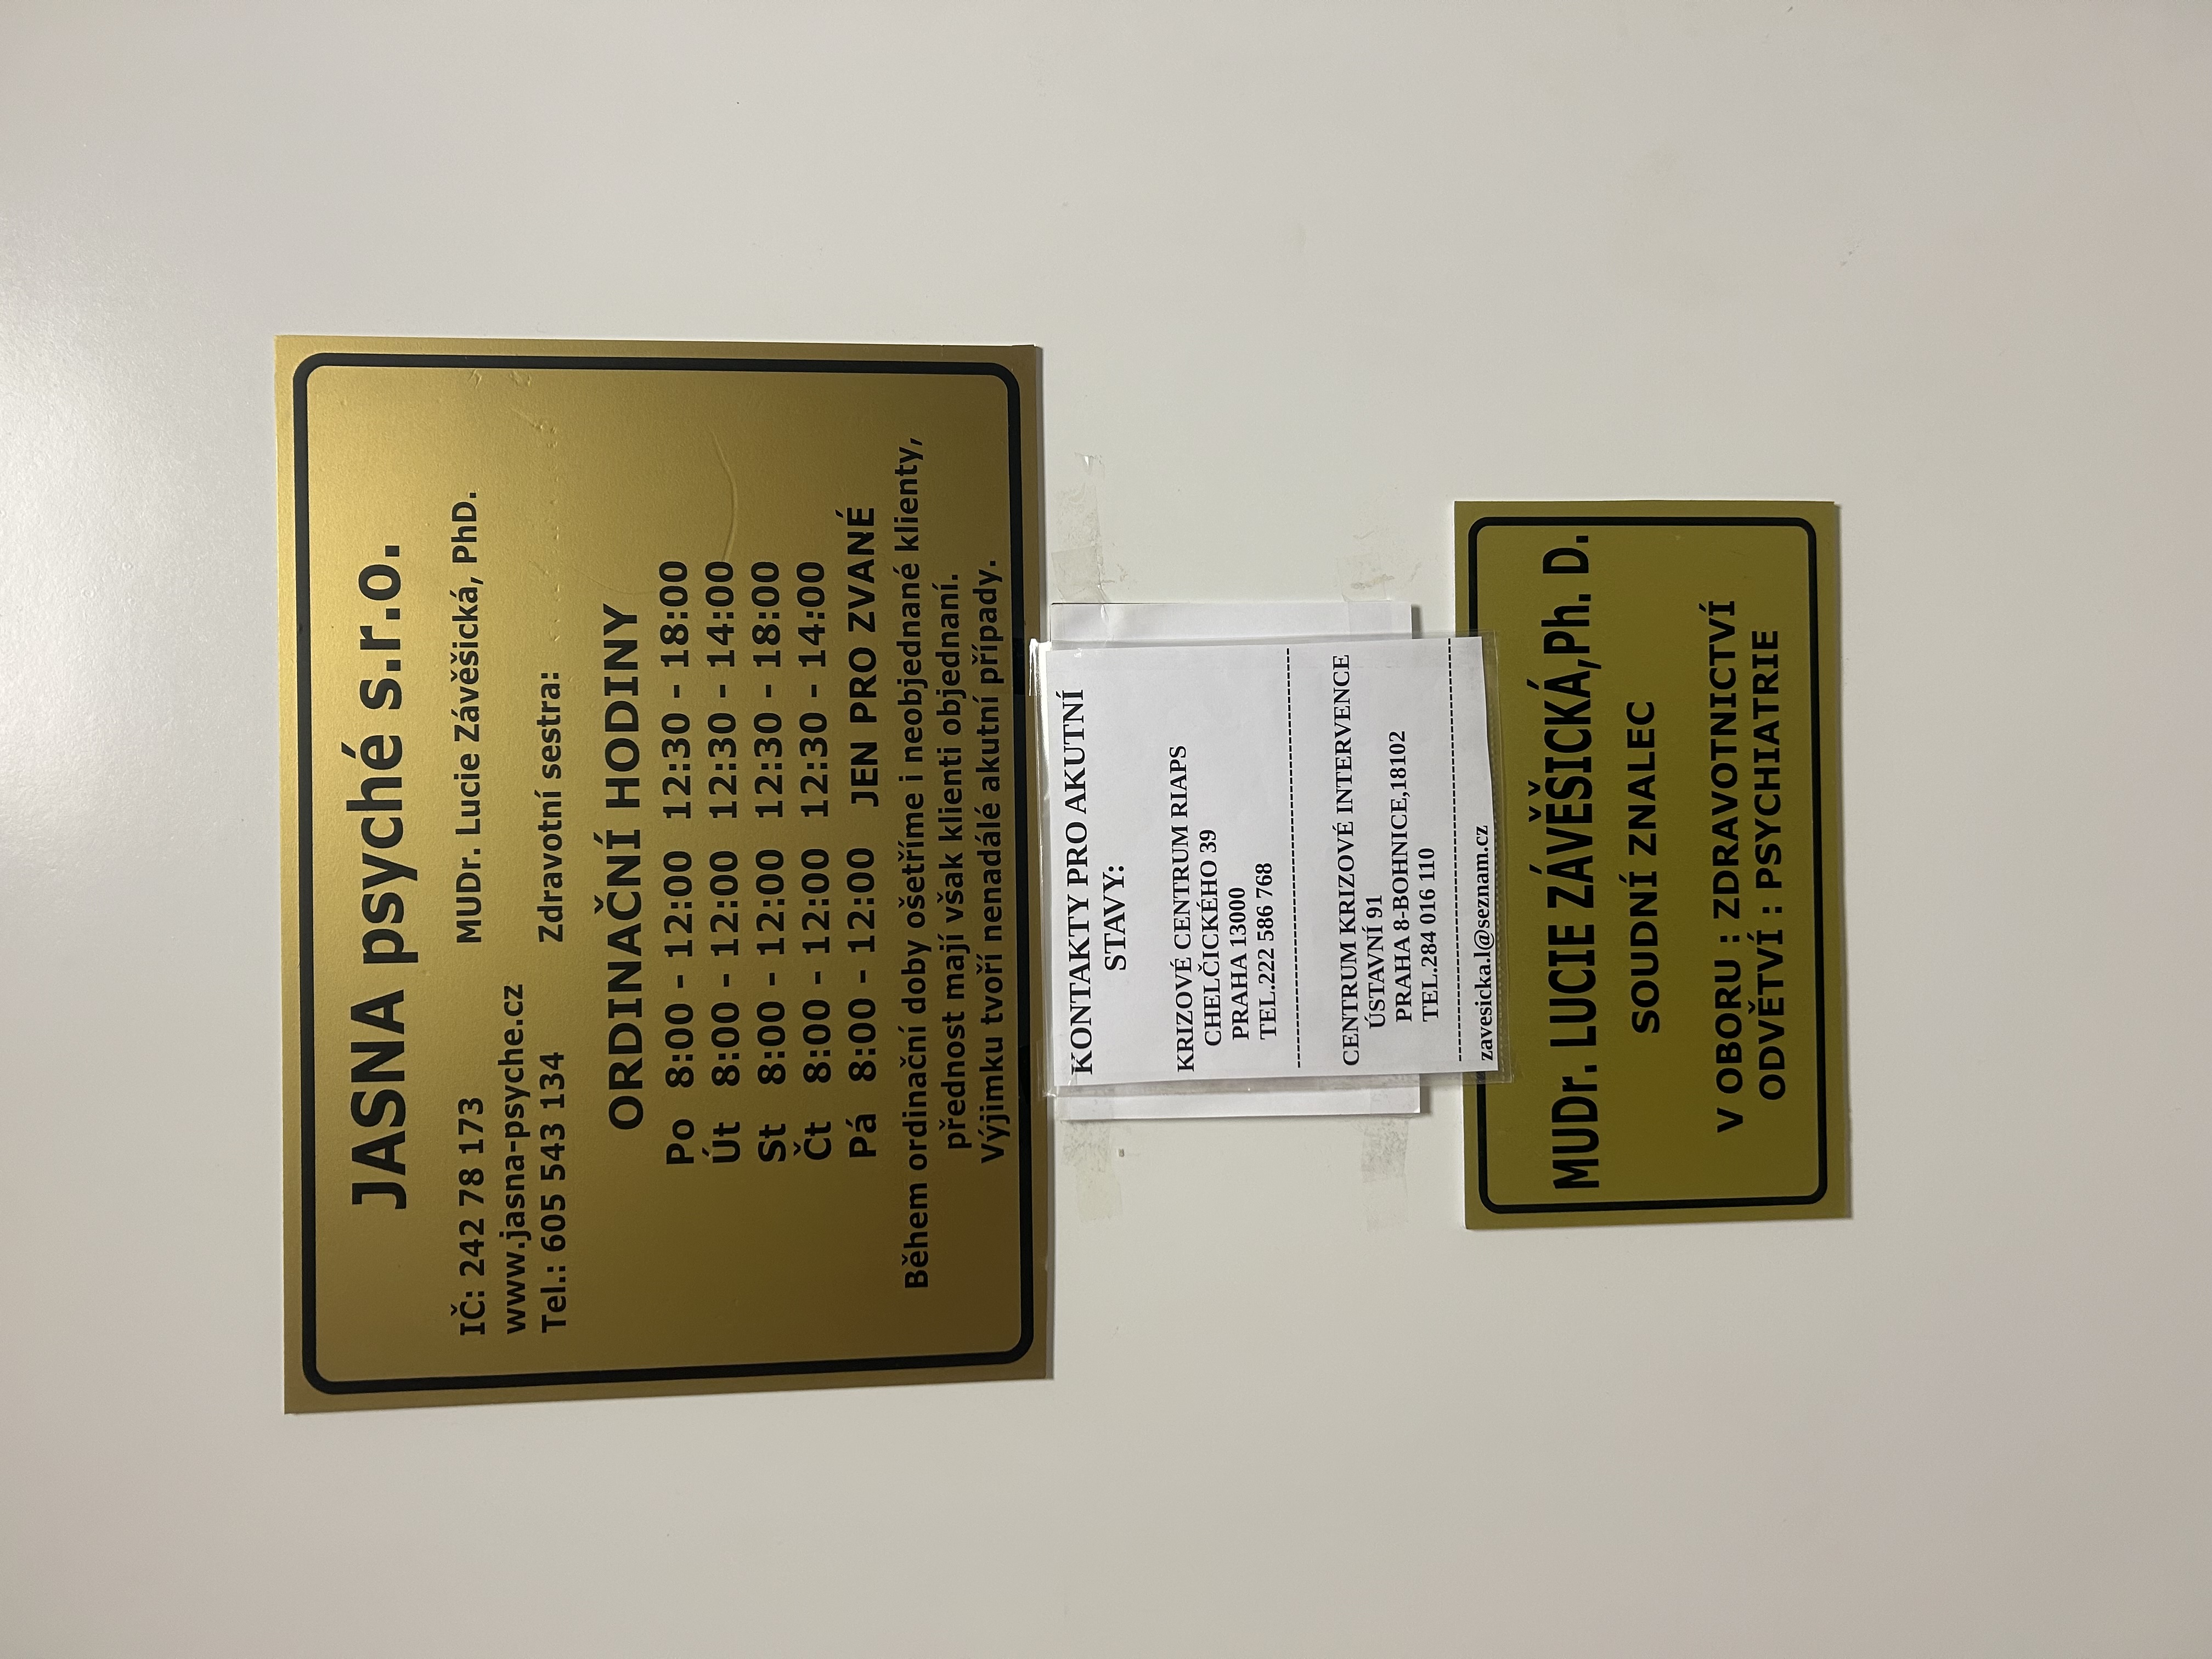 JASNA psyché s.r.o.
IČ: 242 78 173 MUDr. Lucie Závěšická, PhD.
www.jasna-psyche.cz
Tel.: 605 543 134 Zdravotní sestra:
ORDINAČNÍ HODINY
Po 8:00 - 12:00 12:30 - 18:00
Út 8:00 - 12:00 12:30 - 14:00
St 8:00 - 12:00 12:30 - 18:00
Čt 8:00 - 12:00 12:30 - 14:00
Pá 8:00 - 12:00 JEN PRO ZVANÉ
Během ordinační doby ošetříme i neobjednané klienty,
přednost mají však klienti objednaní.
Výjimku tvoří nenadálé akutní případy.
KONTAKTY PRO AKUTNÍ
STAVY:
KRIZOVÉ CENTRUM RIAPS
CHELČICKÉHO 39
PRAHA 13000
TEL.222 586 768
CENTRUM KRIZOVÉ INTERVENCE
ÚSTAVNÍ 91
PRAHA 8-BOHNICE,18102
TEL.284 016 110
zavesicka.l@seznam.cz
MUDr. LUCIE ZÁVĚŠICKÁ,Ph. D.
SOUDNÍ ZNALEC
V OBORU : ZDRAVOTNICTVÍ
ODVĚTVÍ : PSYCHIATRIE